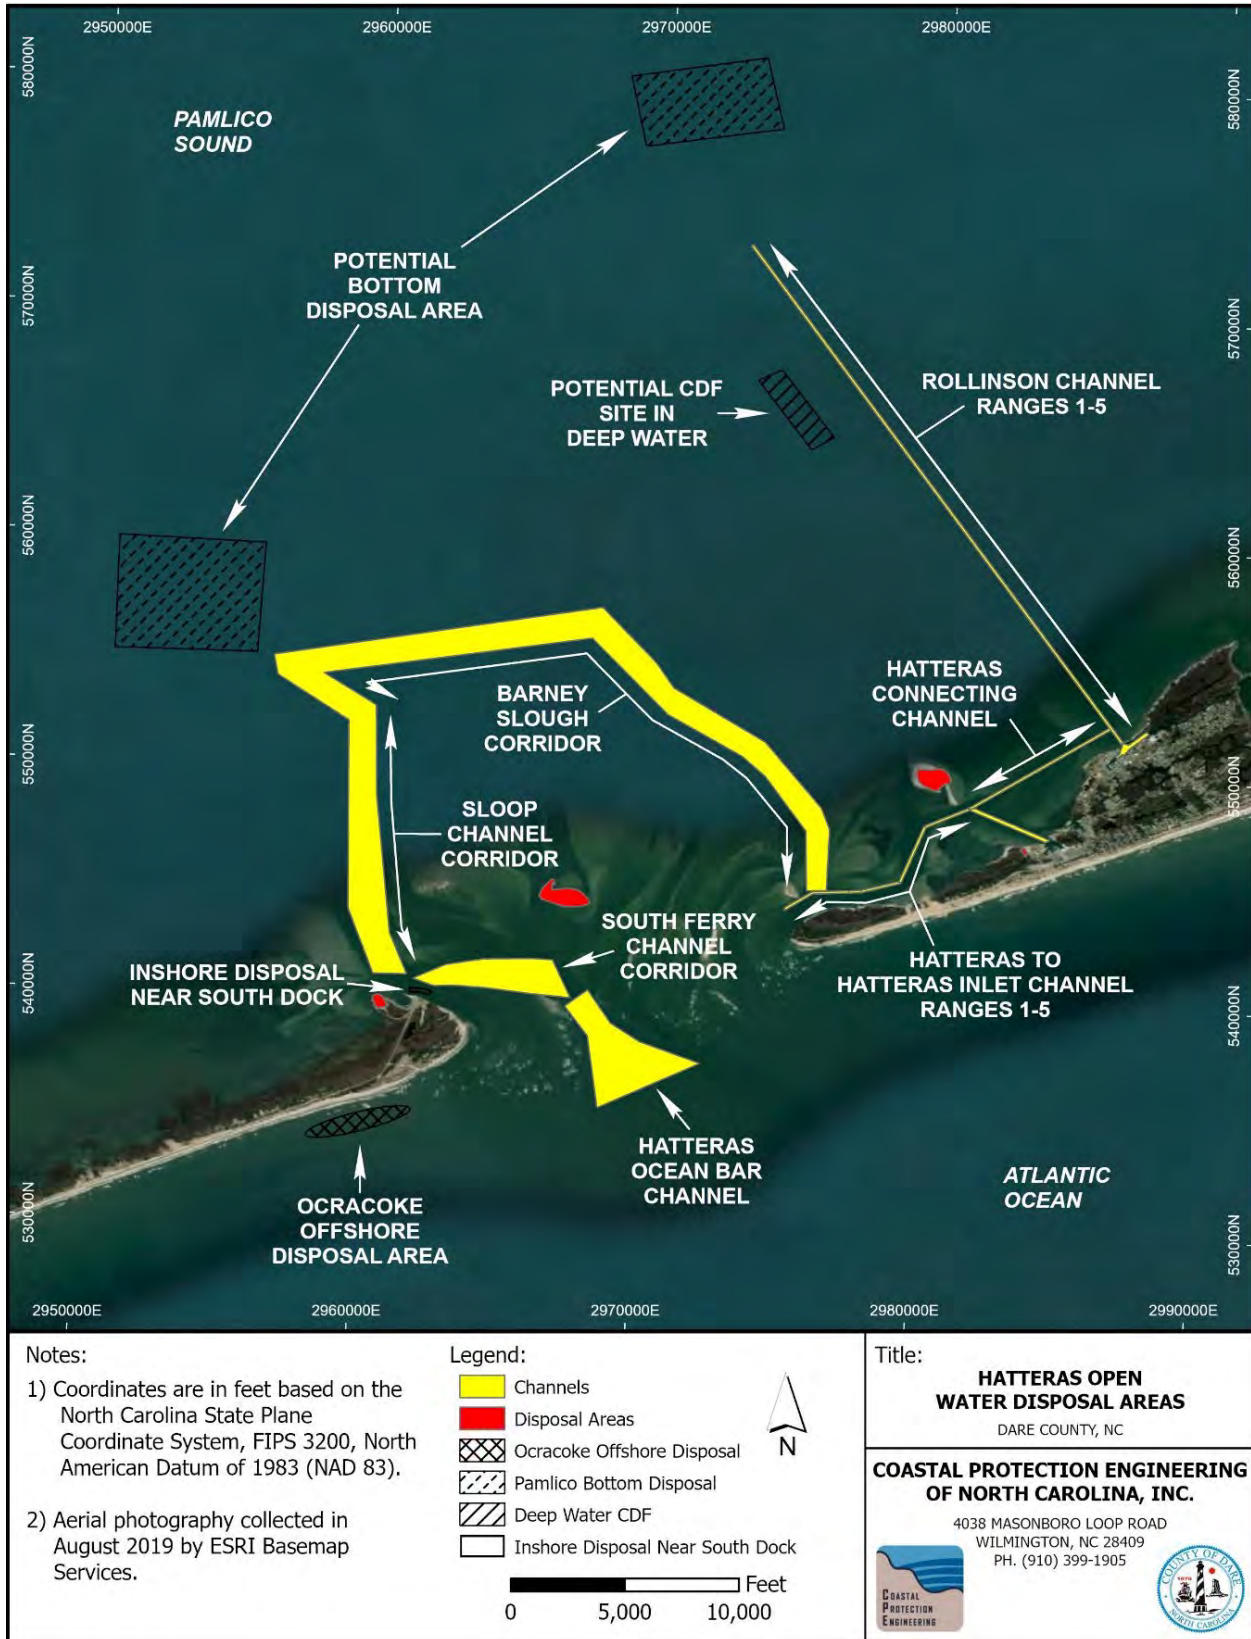 2950000E
2960000E
2970000E
2980000E
580000N
580000N
PAMLICO
SOUND
POTENTIAL
BOTTOM
DISPOSAL AREA
570000N
570000N
POTENTIAL CDF
SITE IN
DEEP WATER
ROLLINSON CHANNEL
RANGES 1-5
560000N
560000N
HATTERAS
CONNECTING
CHANNEL
BARNEY
SLOUGH
CORRIDOR
550000N
550000N
SLOOP
CHANNEL
CORRIDOR
SOUTH FERRY
CHANNEL
CORRIDOR
INSHORE DISPOSAL
NEAR SOUTH DOCK
HATTERAS TO
HATTERAS INLET CHANNEL
RANGES 1-5
540000N
540000N
HATTERAS
OCEAN BAR
CHANNEL
ATLANTIC
OCEAN
OCRACOKE
OFFSHORE
DISPOSAL AREA
530000N
530000N
2950000E
2960000E
2970000E
2980000E
2990000E
Notes:
1) Coordinates are in feet based on the
North Carolina State Plane
Coordinate System, FIPS 3200, North
American Datum of 1983 (NAD 83).
2) Aerial photography collected in
August 2019 by ESRI Basemap
Services.
Legend:
Channels
Disposal Areas
Ocracoke Offshore Disposal
Pamlico Bottom Disposal
Deep Water CDF
Inshore Disposal Near South Dock
Feet
0
5,000
10,000
N
Title:
HATTERAS OPEN
WATER DISPOSAL AREAS
DARE COUNTY, NC
COASTAL PROTECTION ENGINEERING
OF NORTH CAROLINA, INC.
4038 MASONBORO LOOP ROAD
WILMINGTON, NC 28409
PH. (910) 399-1905
COASTAL
PROTECTION
ENGINEERING
COUNTY OF DARE
1870
NORTH CAROLINA